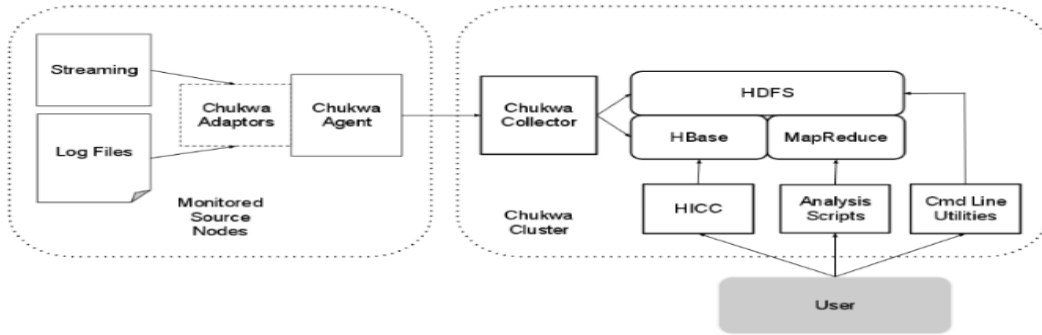 Streaming
Log Files
Chukwa
Adaptors
Chukwa
Agent
Monitored
Source
Nodes
Chukwa
Collector
HDFS
HBase
MapReduce
HICC
Analysis
Scripts
Cmd Line
Utilities
Chukwa
Cluster
User